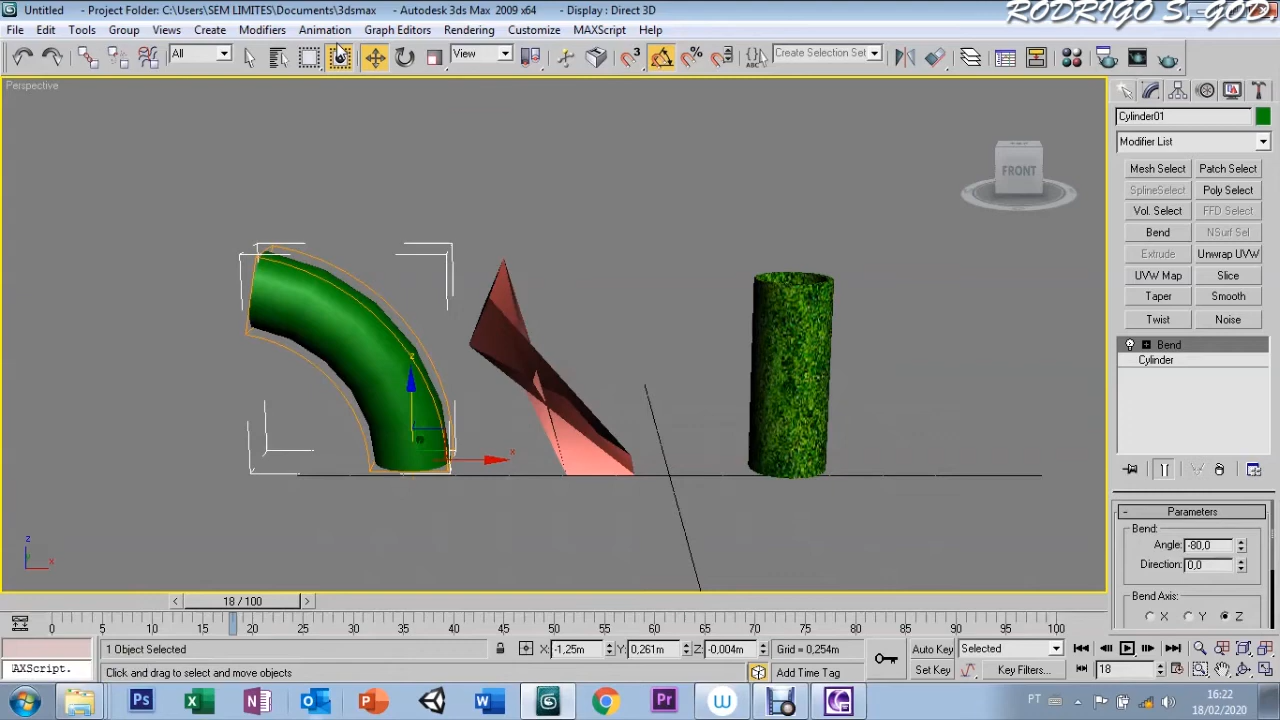 Untitled - Project Folder: C:\Users\SEM LIMITES\Documents\3dsmax - Autodesk 3ds Max 2009 x64 - Display : Direct 3D
RODRIGO S. GOD
File Edit Tools Group Views Create Modifiers Animation Graph Editors Rendering Customize MAXScript Help
All View 3 % ABC Create Selection Set
Perspective
FRONT
Cylinder01
Modifier List
Mesh Select Patch Select
SplineSelect Poly Select
Vol. Select FFD Select
Bend NSurf Sel
Extrude Unwrap UVW
UVW Map Slice
Taper Smooth
Twist Noise
Bend
Cylinder
Parameters
Bend:
Angle: -80,0
Direction: 0,0
Bend Axis:
X Y Z
z
x
z
x
< 18 / 100 >
0 5 10 15 20 25 30 35 40 45 50 55 60 65 70 75 80 85 90 95 100
1 Object Selected X: -1,25m Y: 0,261m Z: -0,004m Grid = 0,254m Auto Key Selected
AXScript. Click and drag to select and move objects Add Time Tag Set Key Key Filters... 18
Ps W Pr W PT 16:22
18/02/2020